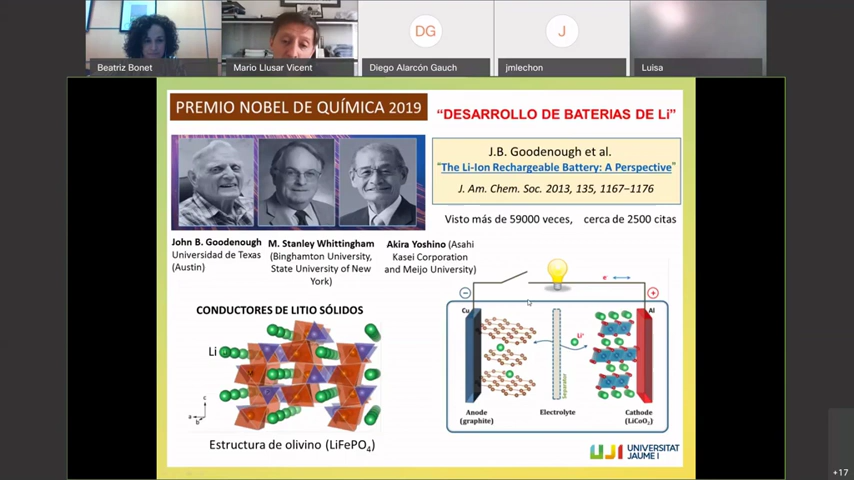 DG
J
Beatriz Bonet
Mario Llusar Vicent
Diego Alarcón Gauch
jmlechon
Luisa
PREMIO NOBEL DE QUÍMICA 2019
“DESARROLLO DE BATERIAS DE Li”
J.B. Goodenough et al.
"The Li-Ion Rechargeable Battery: A Perspective"
J. Am. Chem. Soc. 2013, 135, 1167−1176
Visto más de 59000 veces, cerca de 2500 citas
John B. Goodenough
Universidad de Texas
(Austin)
M. Stanley Whittingham
(Binghamton University,
State University of New
York)
Akira Yoshino (Asahi
Kasei Corporation
and Meijo University)
CONDUCTORES DE LITIO SÓLIDOS
Li
c
a
b
Estructura de olivino (LiFePO4)
e-
−
+
Cu
Al
Li+
Separator
Anode
(graphite)
Electrolyte
Cathode
(LiCoO2)
UJI UNIVERSITAT
JAUME I
+17